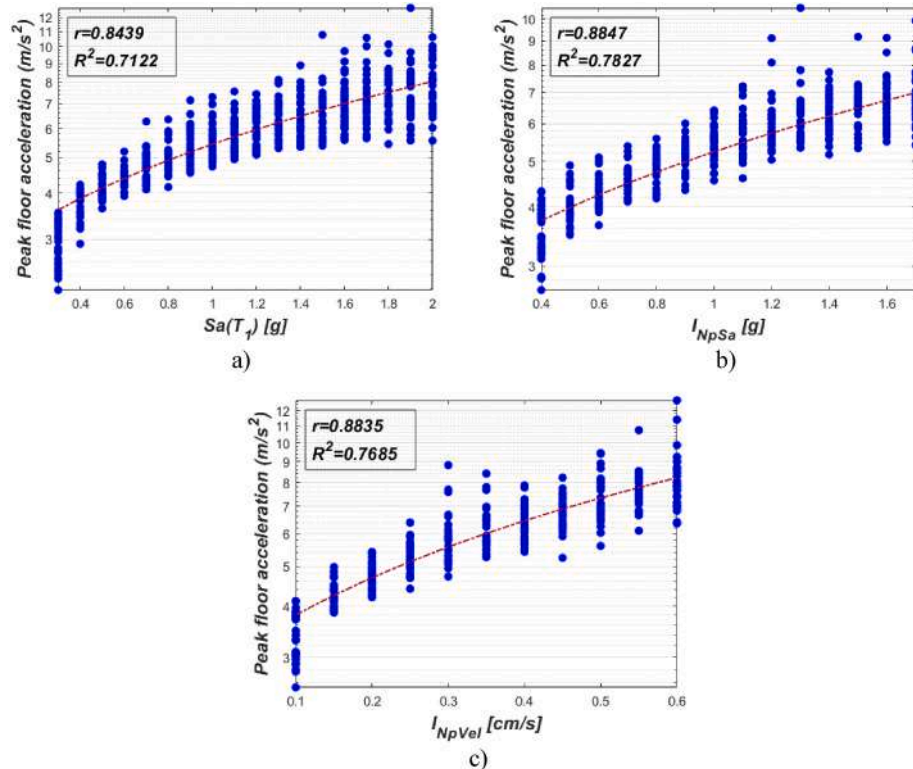 r=0.8439
R²=0.7122
12
11
10
9
8
7
6
5
4
3
Peak floor acceleration (m/s²)
0.4 0.6 0.8 1 1.2 1.4 1.6 1.8 2
Sa(T₁) [g]
a)
r=0.8847
R²=0.7827
10
9
8
7
6
5
4
3
Peak floor acceleration (m/s²)
0.4 0.6 0.8 1 1.2 1.4 1.6
I_NpSa [g]
b)
r=0.8835
R²=0.7685
12
11
10
9
8
7
6
5
4
3
Peak floor acceleration (m/s²)
0.1 0.2 0.3 0.4 0.5 0.6
I_NpVel [cm/s]
c)